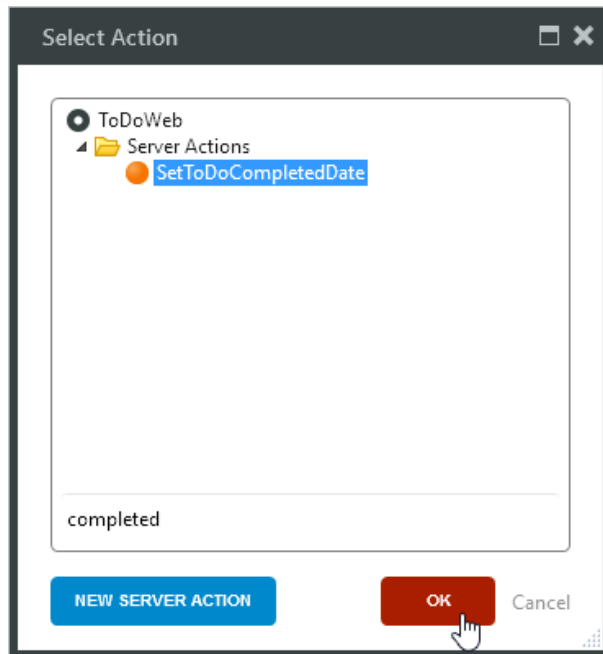 Select Action
ToDoWeb
Server Actions
SetToDoCompletedDate
completed
NEW SERVER ACTION
OK
Cancel